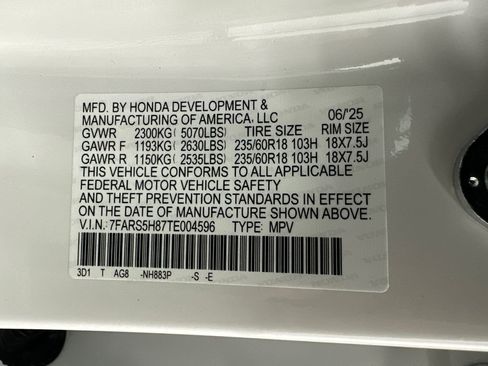 MFD. BY HONDA DEVELOPMENT &
MANUFACTURING OF AMERICA, LLC 06/'25
GVWR 2300KG( 5070LBS) TIRE SIZE RIM SIZE
GAWR F 1193KG( 2630LBS) 235/60R18 103H 18X7.5J
GAWR R 1150KG( 2535LBS) 235/60R18 103H 18X7.5J
THIS VEHICLE CONFORMS TO ALL APPLICABLE
FEDERAL MOTOR VEHICLE SAFETY
AND THEFT PREVENTION STANDARDS IN EFFECT ON
THE DATE OF MANUFACTURE SHOWN ABOVE.
V.I.N.: 7FARS5H87TE004596 TYPE: MPV
3D1 T AG8 -NH883P -S -E